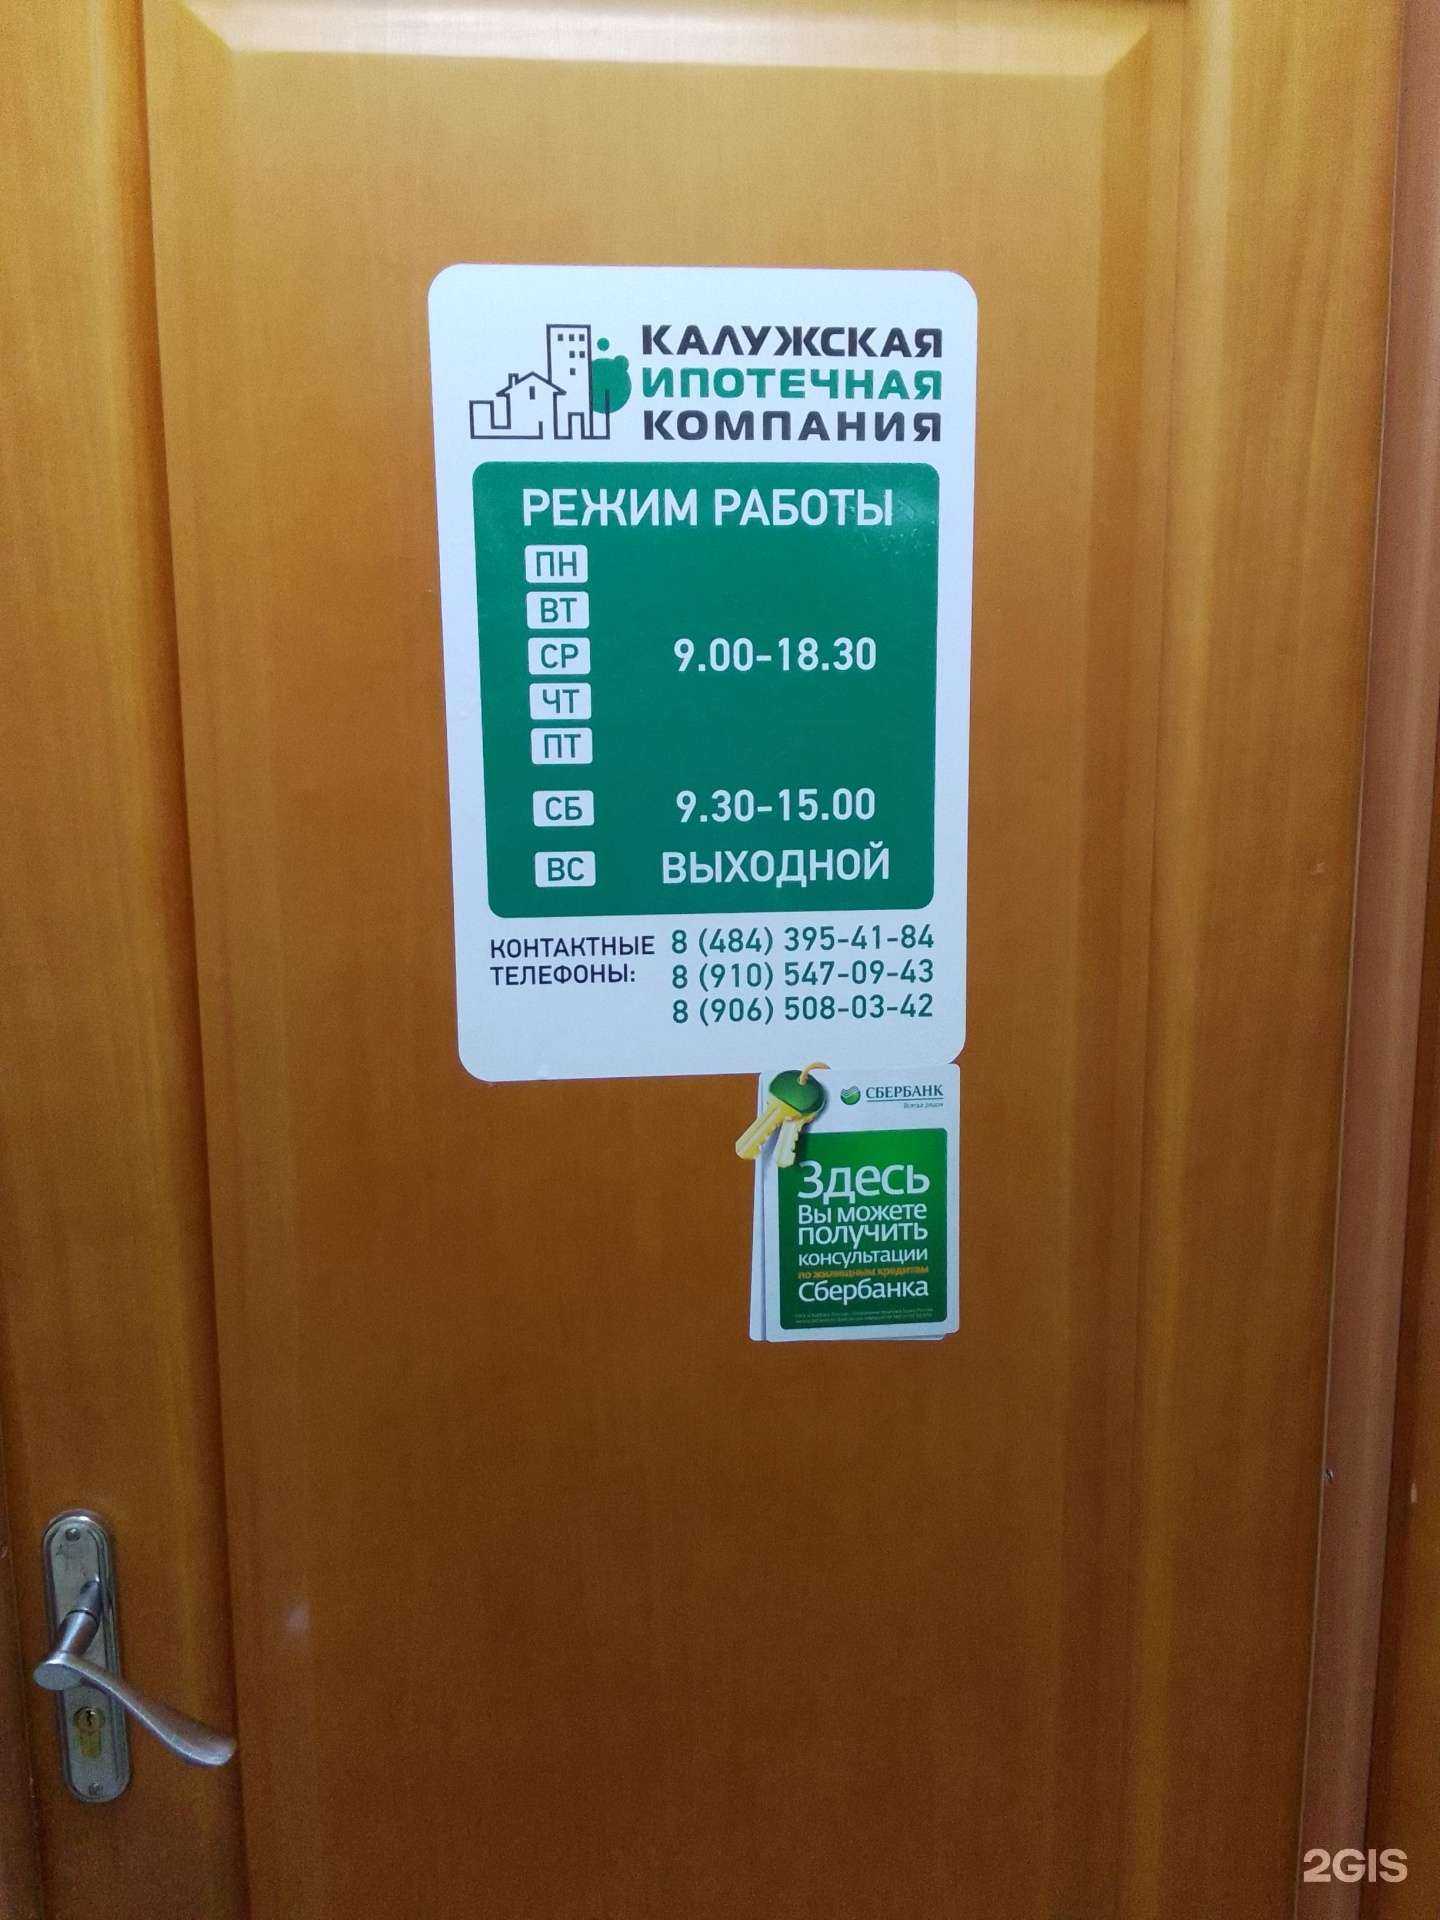 КАЛУЖСКАЯ
ИПОТЕЧНАЯ
КОМПАНИЯ
РЕЖИМ РАБОТЫ
ПН
ВТ
СР 9.00-18.30
ЧТ
ПТ
СБ 9.30-15.00
ВС ВЫХОДНОЙ
КОНТАКТНЫЕ 8 (484) 395-41-84
ТЕЛЕФОНЫ: 8 (910) 547-09-43
8 (906) 508-03-42
СБЕРБАНК
Всегда рядом
Здесь
Вы можете
получить
консультации
по жилищным кредитам
Сбербанка
2GIS